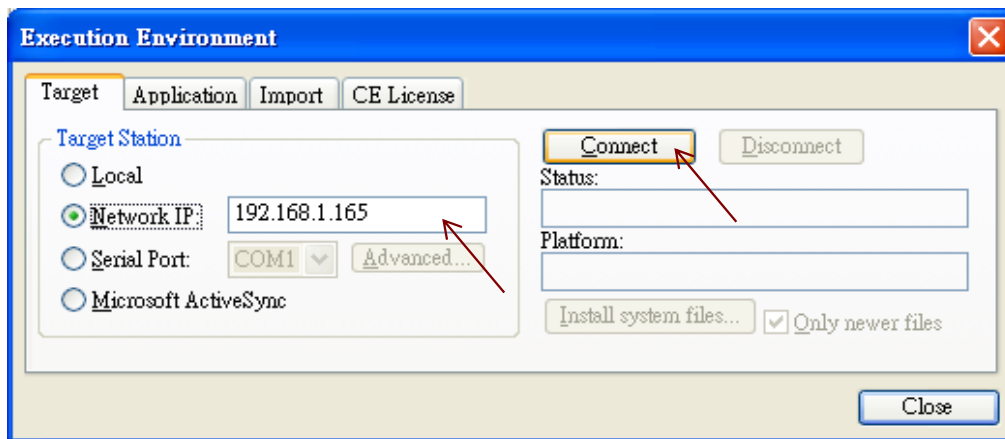 Execution Environment
Target Application Import CE License
Target Station
Local
Network IP: 192.168.1.165
Serial Port: COM1 Advanced...
Microsoft ActiveSync
Connect Disconnect
Status:
Platform:
Install system files... Only newer files
Close